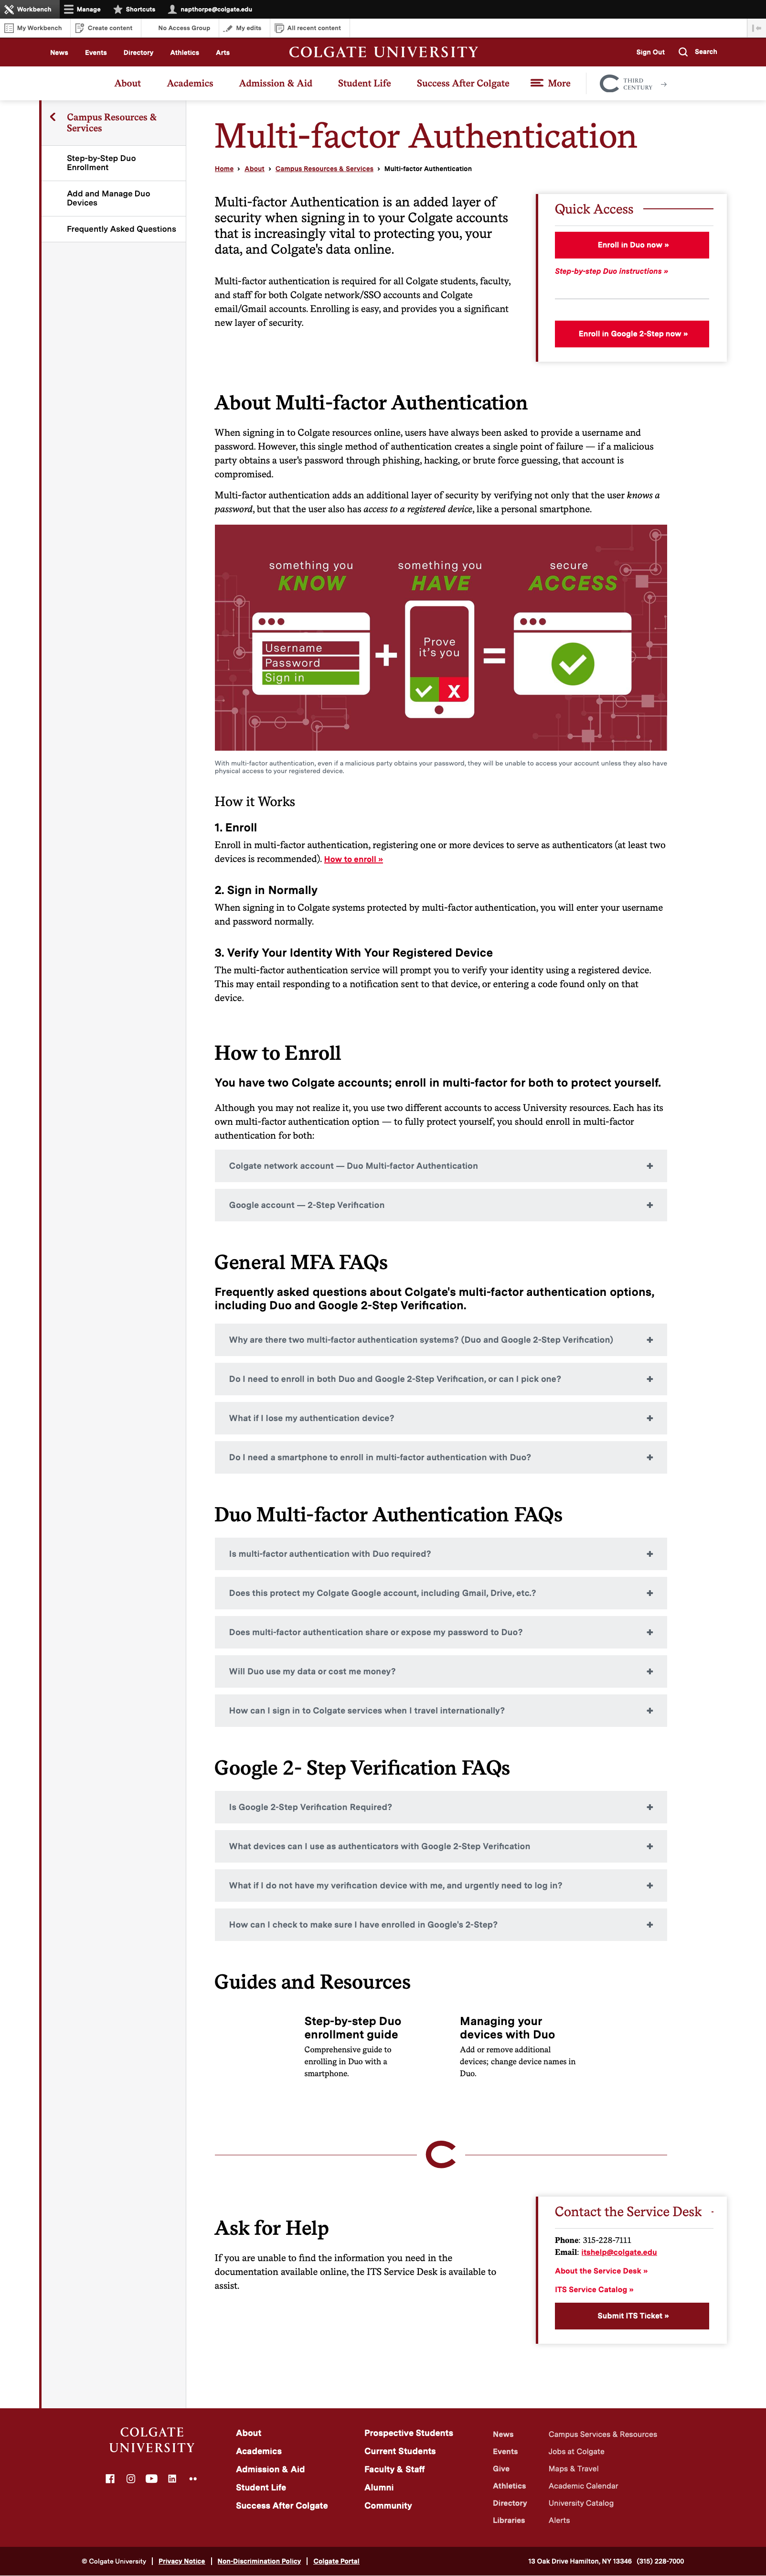 Workbench Manage Shortcuts napthorpe@colgate.edu
My Workbench Create content No Access Group My edits All recent content
News Events Directory Athletics Arts COLGATE UNIVERSITY Sign Out Search
About Academics Admission & Aid Student Life Success After Colgate More THIRD CENTURY →
Campus Resources &
Services
Step-by-Step Duo
Enrollment
Add and Manage Duo
Devices
Frequently Asked Questions
Multi-factor Authentication
Home › About › Campus Resources & Services › Multi-factor Authentication
Multi-factor Authentication is an added layer of
security when signing in to your Colgate accounts
that is increasingly vital to protecting you, your
data, and Colgate's data online.
Multi-factor authentication is required for all Colgate students, faculty,
and staff for both Colgate network/SSO accounts and Colgate
email/Gmail accounts. Enrolling is easy, and provides you a significant
new layer of security.
Quick Access
Enroll in Duo now »
Step-by-step Duo instructions »
Enroll in Google 2-Step now »
About Multi-factor Authentication
When signing in to Colgate resources online, users have always been asked to provide a username and
password. However, this single method of authentication creates a single point of failure — if a malicious
party obtains a user's password through phishing, hacking, or brute force guessing, that account is
compromised.
Multi-factor authentication adds an additional layer of security by verifying not only that the user knows a
password, but that the user also has access to a registered device, like a personal smartphone.
something you KNOW
something you HAVE
secure ACCESS
Username
Password
Sign in
+
Prove
it's you
X
=
With multi-factor authentication, even if a malicious party obtains your password, they will be unable to access your account unless they also have
physical access to your registered device.
How it Works
1. Enroll
Enroll in multi-factor authentication, registering one or more devices to serve as authenticators (at least two
devices is recommended). How to enroll »
2. Sign in Normally
When signing in to Colgate systems protected by multi-factor authentication, you will enter your username
and password normally.
3. Verify Your Identity With Your Registered Device
The multi-factor authentication service will prompt you to verify your identity using a registered device.
This may entail responding to a notification sent to that device, or entering a code found only on that
device.
How to Enroll
You have two Colgate accounts; enroll in multi-factor for both to protect yourself.
Although you may not realize it, you use two different accounts to access University resources. Each has its
own multi-factor authentication option — to fully protect yourself, you should enroll in multi-factor
authentication for both:
Colgate network account — Duo Multi-factor Authentication +
Google account — 2-Step Verification +
General MFA FAQs
Frequently asked questions about Colgate's multi-factor authentication options,
including Duo and Google 2-Step Verification.
Why are there two multi-factor authentication systems? (Duo and Google 2-Step Verification) +
Do I need to enroll in both Duo and Google 2-Step Verification, or can I pick one? +
What if I lose my authentication device? +
Do I need a smartphone to enroll in multi-factor authentication with Duo? +
Duo Multi-factor Authentication FAQs
Is multi-factor authentication with Duo required? +
Does this protect my Colgate Google account, including Gmail, Drive, etc.? +
Does multi-factor authentication share or expose my password to Duo? +
Will Duo use my data or cost me money? +
How can I sign in to Colgate services when I travel internationally? +
Google 2- Step Verification FAQs
Is Google 2-Step Verification Required? +
What devices can I use as authenticators with Google 2-Step Verification +
What if I do not have my verification device with me, and urgently need to log in? +
How can I check to make sure I have enrolled in Google's 2-Step? +
Guides and Resources
Step-by-step Duo
enrollment guide
Comprehensive guide to
enrolling in Duo with a
smartphone.
Managing your
devices with Duo
Add or remove additional
devices; change device names in
Duo.
Ask for Help
If you are unable to find the information you need in the
documentation available online, the ITS Service Desk is available to
assist.
Contact the Service Desk
Phone: 315-228-7111
Email: itshelp@colgate.edu
About the Service Desk »
ITS Service Catalog »
Submit ITS Ticket »
COLGATE
UNIVERSITY
About
Academics
Admission & Aid
Student Life
Success After Colgate
Prospective Students
Current Students
Faculty & Staff
Alumni
Community
News
Events
Give
Athletics
Directory
Libraries
Campus Services & Resources
Jobs at Colgate
Maps & Travel
Academic Calendar
University Catalog
Alerts
© Colgate University | Privacy Notice | Non-Discrimination Policy | Colgate Portal
13 Oak Drive Hamilton, NY 13346 (315) 228-7000